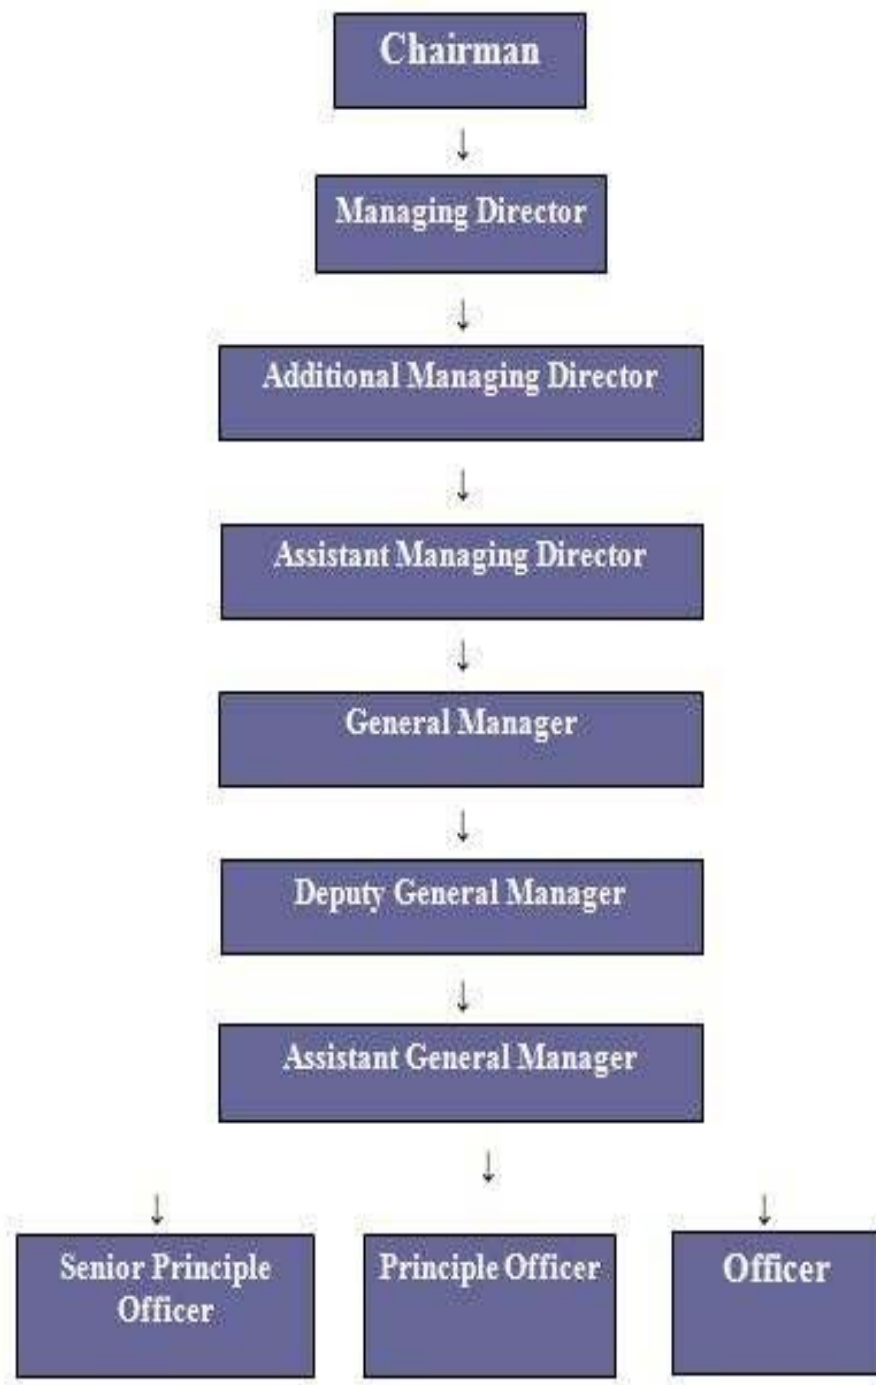 Chairman
Managing Director
Additional Managing Director
Assistant Managing Director
General Manager
Deputy General Manager
Assistant General Manager
Senior Principle
Officer
Principle Officer
Officer